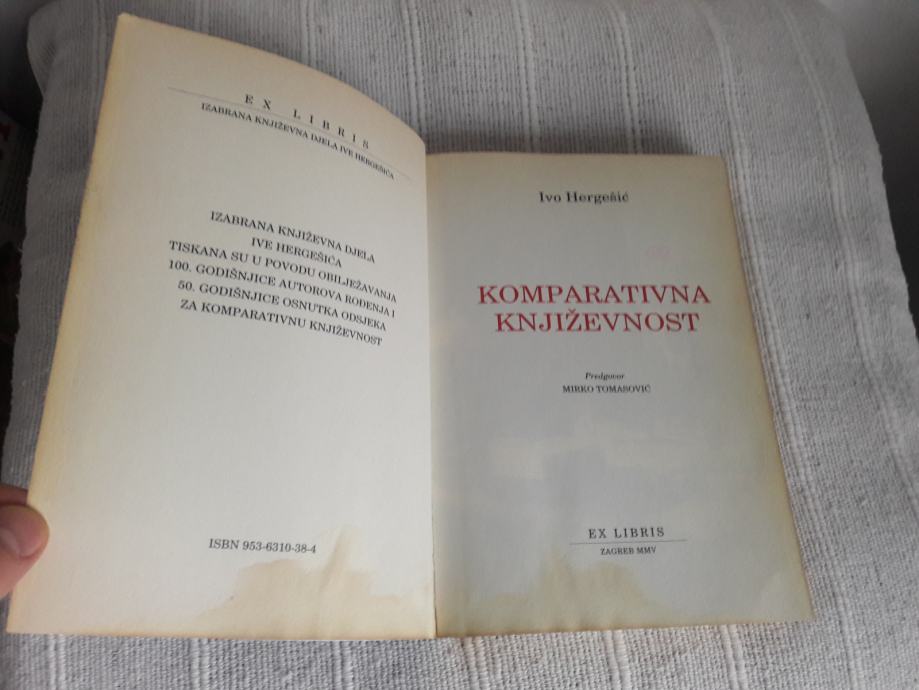 EX LIBRIS
IZABRANA KNJIŽEVNA DJELA IVE HERGEŠIĆA
IZABRANA KNJIŽEVNA DJELA
IVE HERGEŠIĆA
TISKANA SU U POVODU OBILJEŽAVANJA
100. GODIŠNJICE AUTOROVA ROĐENJA I
50. GODIŠNJICE OSNUTKA ODSJEKA
ZA KOMPARATIVNU KNJIŽEVNOST
ISBN 953-6310-38-4
Ivo Hergešić
KOMPARATIVNA
KNJIŽEVNOST
Predgovor
MIRKO TOMASOVIĆ
EX LIBRIS
ZAGREB MMV